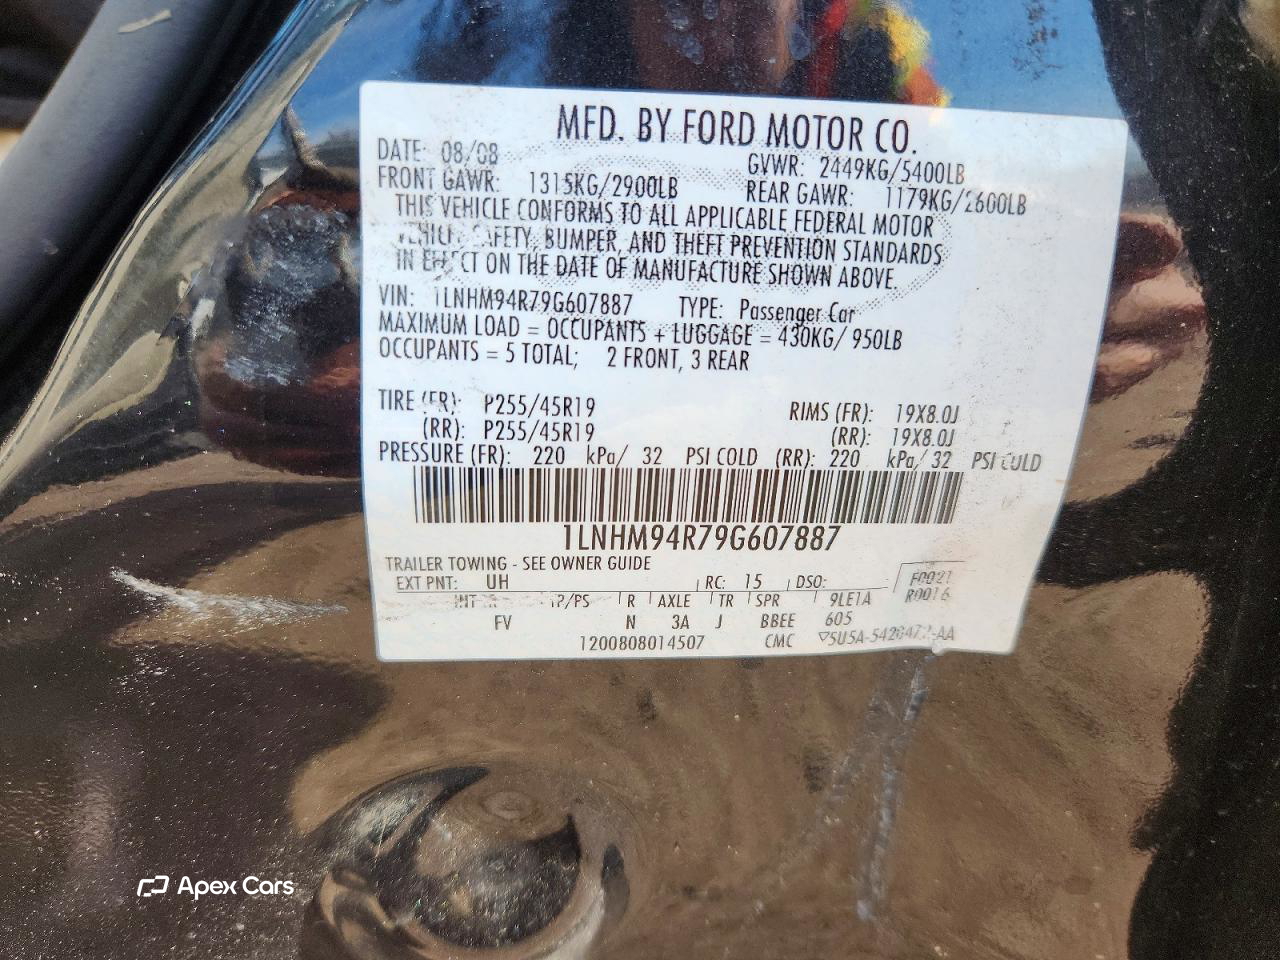 MFD. BY FORD MOTOR CO.
DATE: 08/08 GVWR: 2449KG/5400LB
FRONT GAWR: 1315KG/2900LB REAR GAWR: 1179KG/2600LB
THIS VEHICLE CONFORMS TO ALL APPLICABLE FEDERAL MOTOR
VEHICLE SAFETY, BUMPER, AND THEFT PREVENTION STANDARDS
IN EFFECT ON THE DATE OF MANUFACTURE SHOWN ABOVE.
VIN: 1LNHM94R79G607887 TYPE: Passenger Car
MAXIMUM LOAD = OCCUPANTS + LUGGAGE = 430KG/ 950LB
OCCUPANTS = 5 TOTAL; 2 FRONT, 3 REAR
TIRE (FR): P255/45R19 RIMS (FR): 19X8.0J
(RR): P255/45R19 (RR): 19X8.0J
PRESSURE (FR): 220 kPa/ 32 PSI COLD (RR): 220 kPa/ 32 PSI COLD
1LNHM94R79G607887
TRAILER TOWING - SEE OWNER GUIDE
EXT PNT: UH RC: 15 DSO: F0021
TP/PS R AXLE TR SPR 9LE1A R0016
FV N 3A J BBEE 605
1200808014507 CMC
Apex Cars